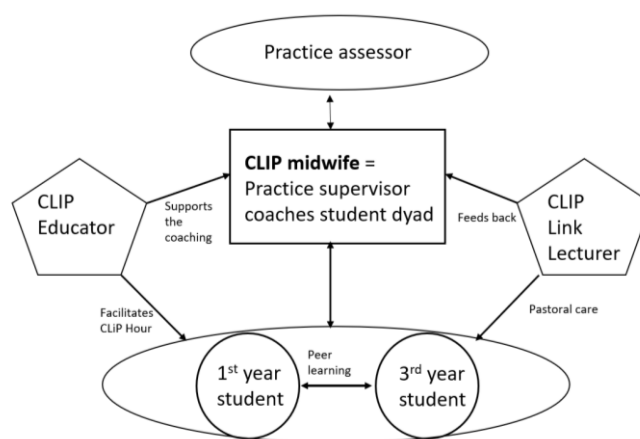 Practice assessor
CLIP midwife =
Practice supervisor
coaches student dyad
CLIP
Educator
Supports
the
coaching
Feeds back
CLIP
Link
Lecturer
Facilitates
CLiP Hour
Pastoral care
1st year
student
Peer
learning
3rd year
student